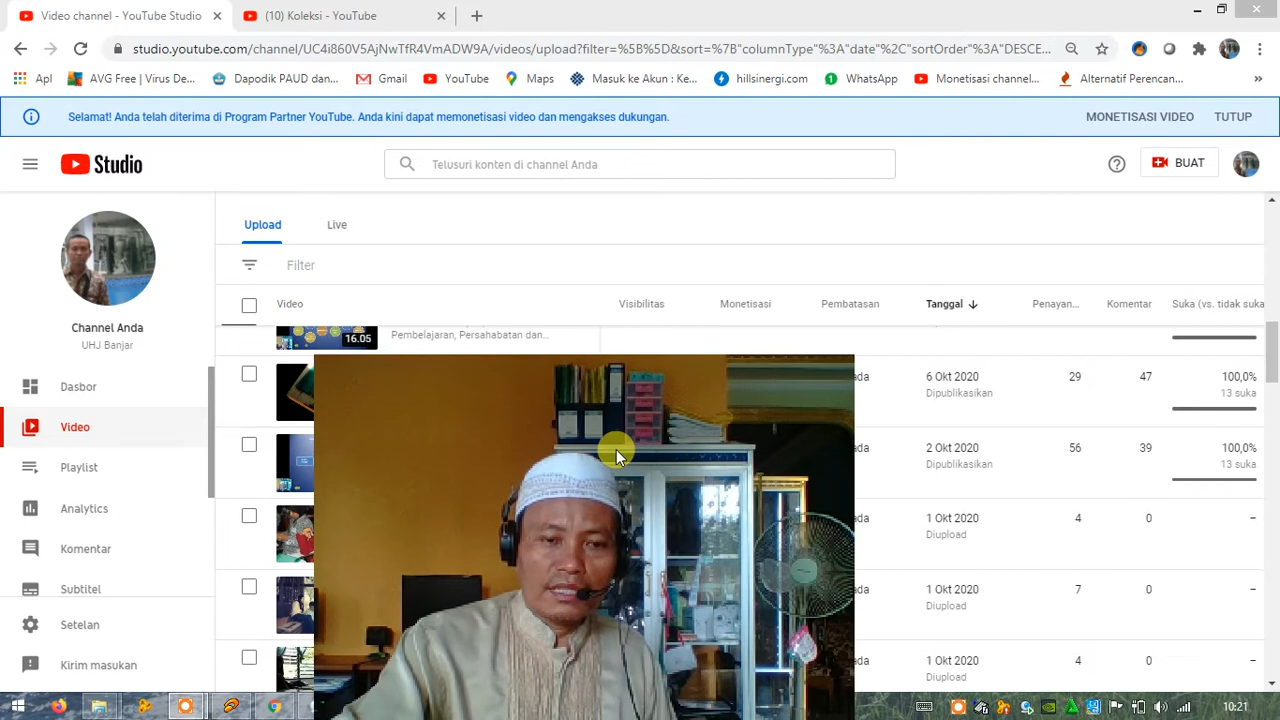 Video channel - YouTube Studio
(10) Koleksi - YouTube
studio.youtube.com/channel/UC4i860V5AjNwTfR4VmADW9A/videos/upload?filter=%5B%5D&sort=%7B"columnType"%3A"date"%2C"sortOrder"%3A"DESCE...
Apl
AVG Free | Virus De...
Dapodik PAUD dan...
Gmail
YouTube
Maps
Masuk ke Akun : Ke...
hillsinergi.com
WhatsApp
Monetisasi channel...
Alternatif Perencan...
»
Selamat! Anda telah diterima di Program Partner YouTube. Anda kini dapat memonetisasi video dan mengakses dukungan.
MONETISASI VIDEO
TUTUP
Studio
Telusuri konten di channel Anda
BUAT
Channel Anda
UHJ Banjar
Dasbor
Video
Playlist
Analytics
Komentar
Subtitel
Setelan
Kirim masukan
Upload
Live
Filter
Video
Visibilitas
Monetisasi
Pembatasan
Tanggal
Penayan...
Komentar
Suka (vs. tidak suka
16.05
Pembelajaran, Persahabatan dan...
ada
6 Okt 2020
29
47
100,0%
Dipublikasikan
13 suka
ada
2 Okt 2020
56
39
100,0%
Dipublikasikan
13 suka
ada
1 Okt 2020
4
0
–
Diupload
ada
1 Okt 2020
7
0
–
Diupload
ada
1 Okt 2020
4
0
–
Diupload
10:21